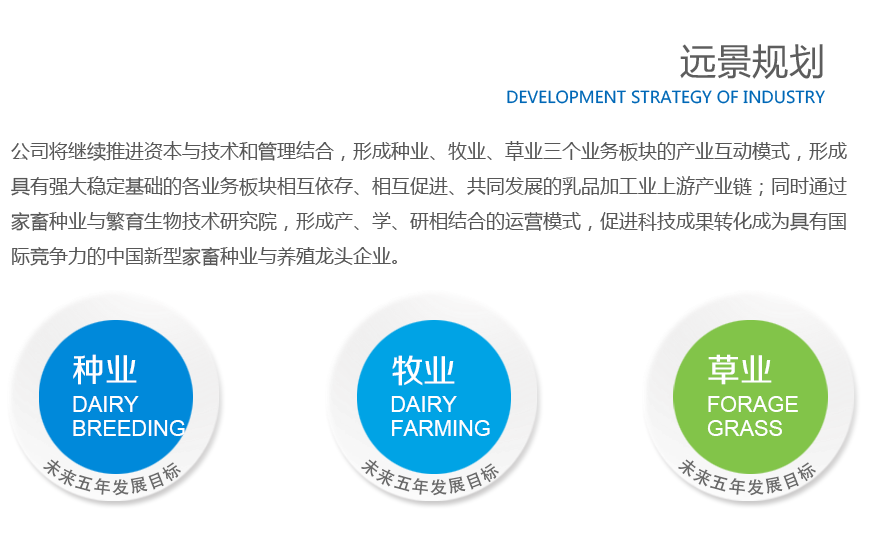 远景规划
DEVELOPMENT STRATEGY OF INDUSTRY
公司将继续推进资本与技术和管理结合，形成种业、牧业、草业三个业务板块的产业互动模式，形成
具有强大稳定基础的各业务板块相互依存、相互促进、共同发展的乳品加工业上游产业链；同时通过
家畜种业与繁育生物技术研究院，形成产、学、研相结合的运营模式，促进科技成果转化成为具有国
际竞争力的中国新型家畜种业与养殖龙头企业。
种业
DAIRY
BREEDING
未来五年发展目标
牧业
DAIRY
FARMING
未来五年发展目标
草业
FORAGE
GRASS
未来五年发展目标